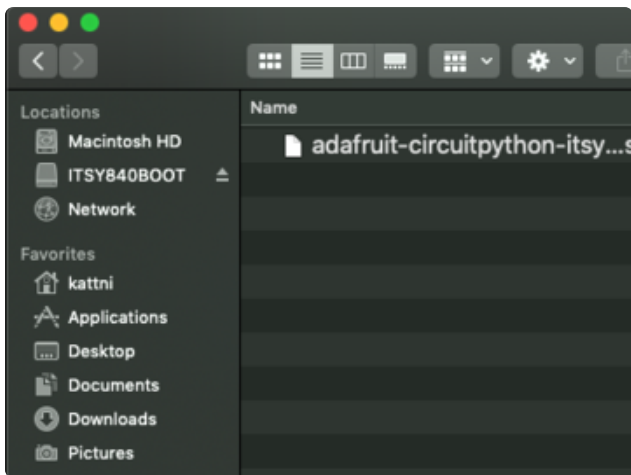 Locations
Macintosh HD
ITSY840BOOT
Network
Favorites
kattni
Applications
Desktop
Documents
Downloads
Pictures
Name
adafruit-circuitpython-itsy...s